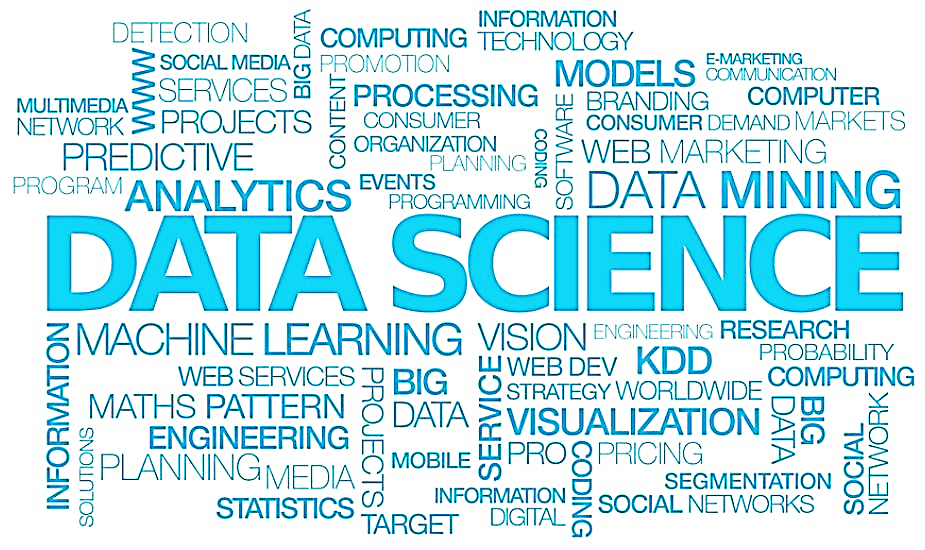 DETECTION
BIG DATA
COMPUTING
INFORMATION
TECHNOLOGY
WWW
SOCIAL MEDIA
PROMOTION
E-MARKETING
COMMUNICATION
SERVICES
CONTENT
PROCESSING
MODELS
BRANDING
COMPUTER
MULTIMEDIA
NETWORK
PROJECTS
CONSUMER
SOFTWARE
CONSUMER DEMAND MARKETS
PREDICTIVE
ORGANIZATION
PLANNING
CODING
WEB MARKETING
PROGRAM
ANALYTICS
EVENTS
PROGRAMMING
DATA MINING
DATA SCIENCE
INFORMATION
MACHINE LEARNING
VISION
ENGINEERING
RESEARCH
PROBABILITY
WEB SERVICES
PROJECTS
BIG
DATA
SERVICE
WEB DEV
KDD
COMPUTING
STRATEGY WORLDWIDE
MATHS PATTERN
VISUALIZATION
BIG
DATA
SOCIAL
NETWORK
ENGINEERING
SOLUTIONS
PLANNING
MEDIA
MOBILE
PRO
CODING
PRICING
SEGMENTATION
STATISTICS
INFORMATION
DIGITAL
SOCIAL NETWORKS
TARGET